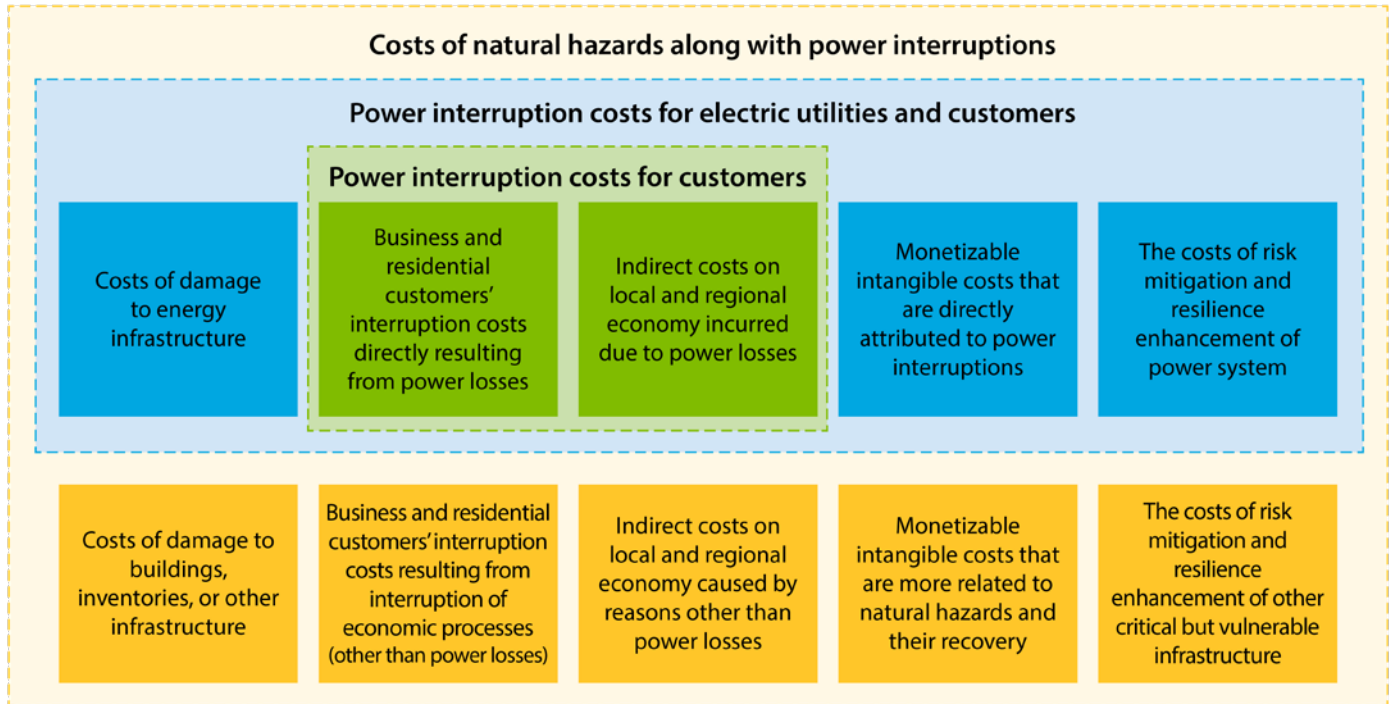 Costs of natural hazards along with power interruptions
Power interruption costs for electric utilities and customers
Power interruption costs for customers
Costs of damage
to energy
infrastructure
Business and
residential
customers’
interruption costs
directly resulting
from power losses
Indirect costs on
local and regional
economy incurred
due to power losses
Monetizable
intangible costs that
are directly
attributed to power
interruptions
The costs of risk
mitigation and
resilience
enhancement of
power system
Costs of damage to
buildings,
inventories, or other
infrastructure
Business and residential
customers’ interruption
costs resulting from
interruption of
economic processes
(other than power losses)
Indirect costs on
local and regional
economy caused by
reasons other than
power losses
Monetizable
intangible costs that
are more related to
natural hazards and
their recovery
The costs of risk
mitigation and
resilience
enhancement of other
critical but vulnerable
infrastructure